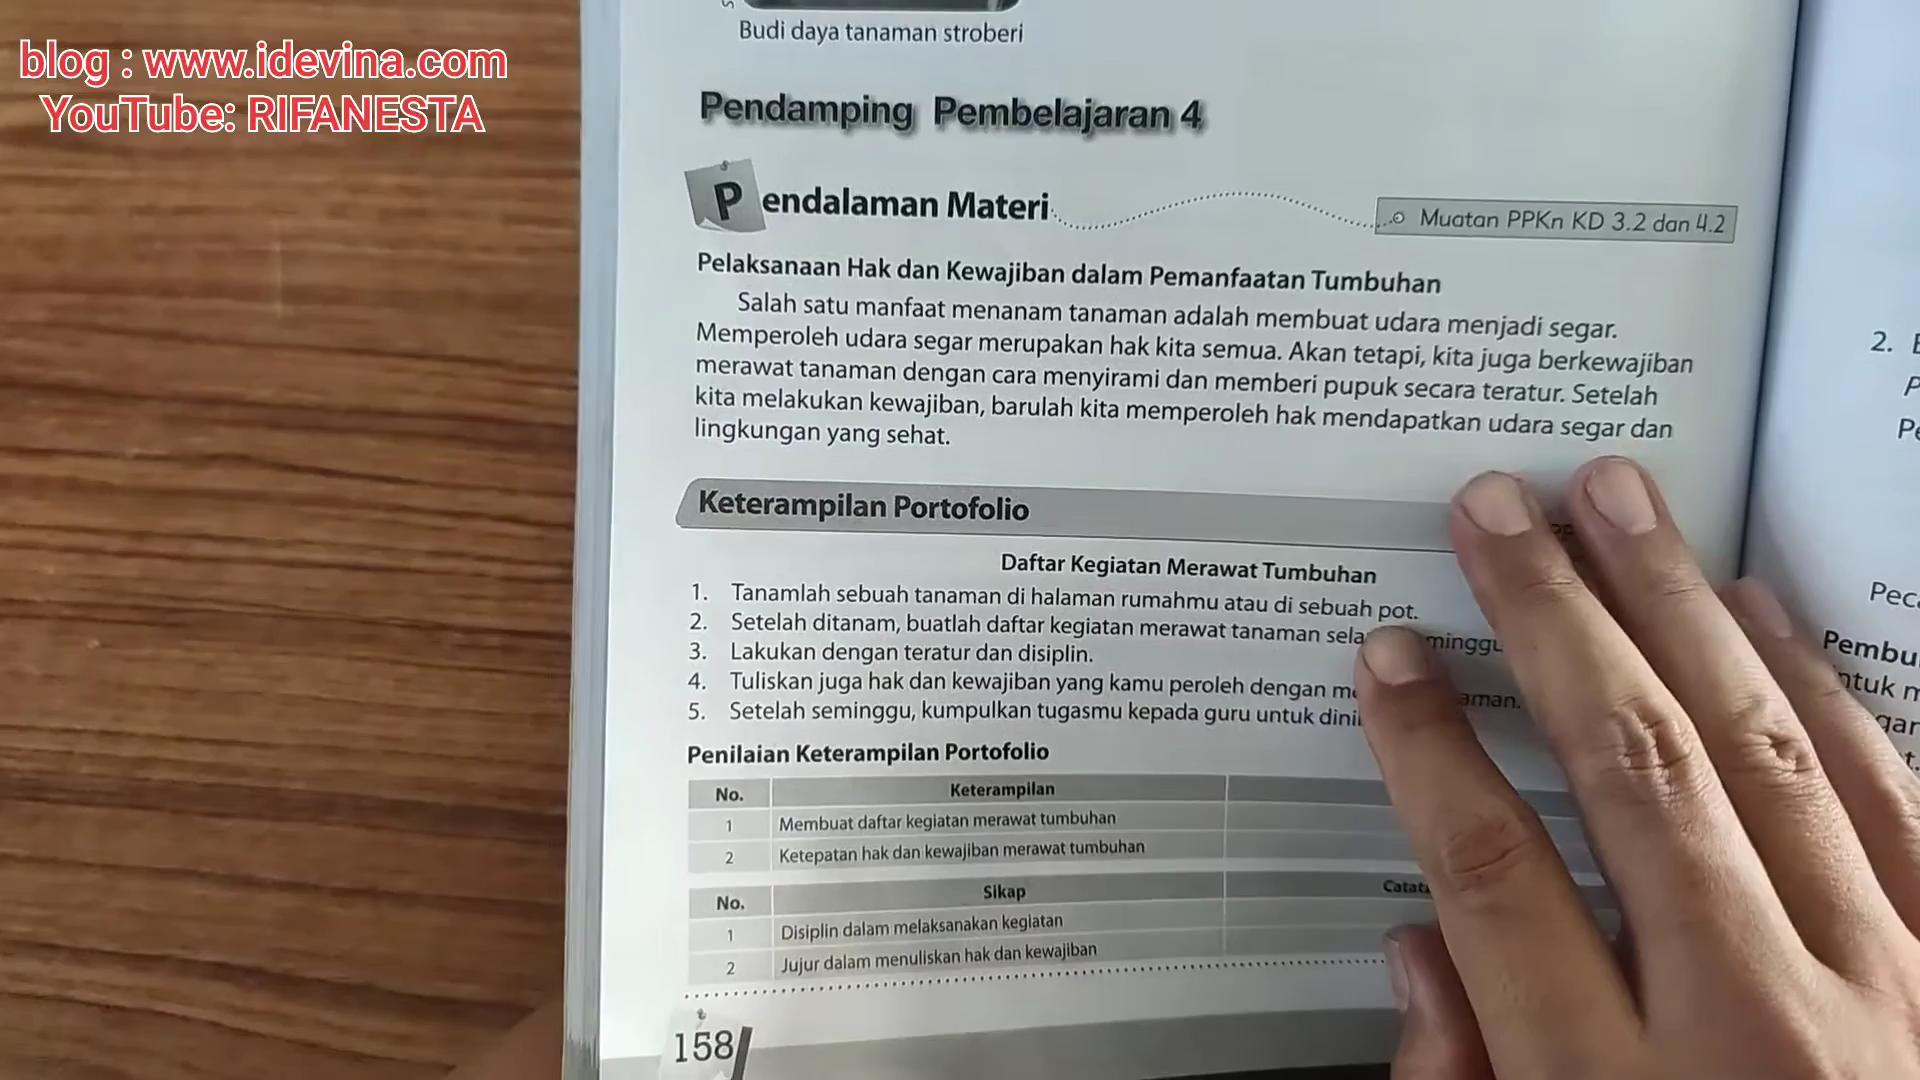 blog : www.idevina.com
YouTube: RIFANESTA
Budi daya tanaman stroberi
Pendamping Pembelajaran 4
Pendalaman Materi
Muatan PPKn KD 3.2 dan 4.2
Pelaksanaan Hak dan Kewajiban dalam Pemanfaatan Tumbuhan
Salah satu manfaat menanam tanaman adalah membuat udara menjadi segar.
Memperoleh udara segar merupakan hak kita semua. Akan tetapi, kita juga berkewajiban
merawat tanaman dengan cara menyirami dan memberi pupuk secara teratur. Setelah
kita melakukan kewajiban, barulah kita memperoleh hak mendapatkan udara segar dan
lingkungan yang sehat.
Keterampilan Portofolio
Daftar Kegiatan Merawat Tumbuhan
1. Tanamlah sebuah tanaman di halaman rumahmu atau di sebuah pot.
2. Setelah ditanam, buatlah daftar kegiatan merawat tanaman
3. Lakukan dengan teratur dan disiplin.
4. Tuliskan juga hak dan kewajiban yang kamu peroleh dengan
5. Setelah seminggu, kumpulkan tugasmu kepada guru untuk
Penilaian Keterampilan Portofolio
No. Keterampilan
1 Membuat daftar kegiatan merawat tumbuhan
2 Ketepatan hak dan kewajiban merawat tumbuhan
No. Sikap
1 Disiplin dalam melaksanakan kegiatan
2 Jujur dalam menuliskan hak dan kewajiban
158
2.